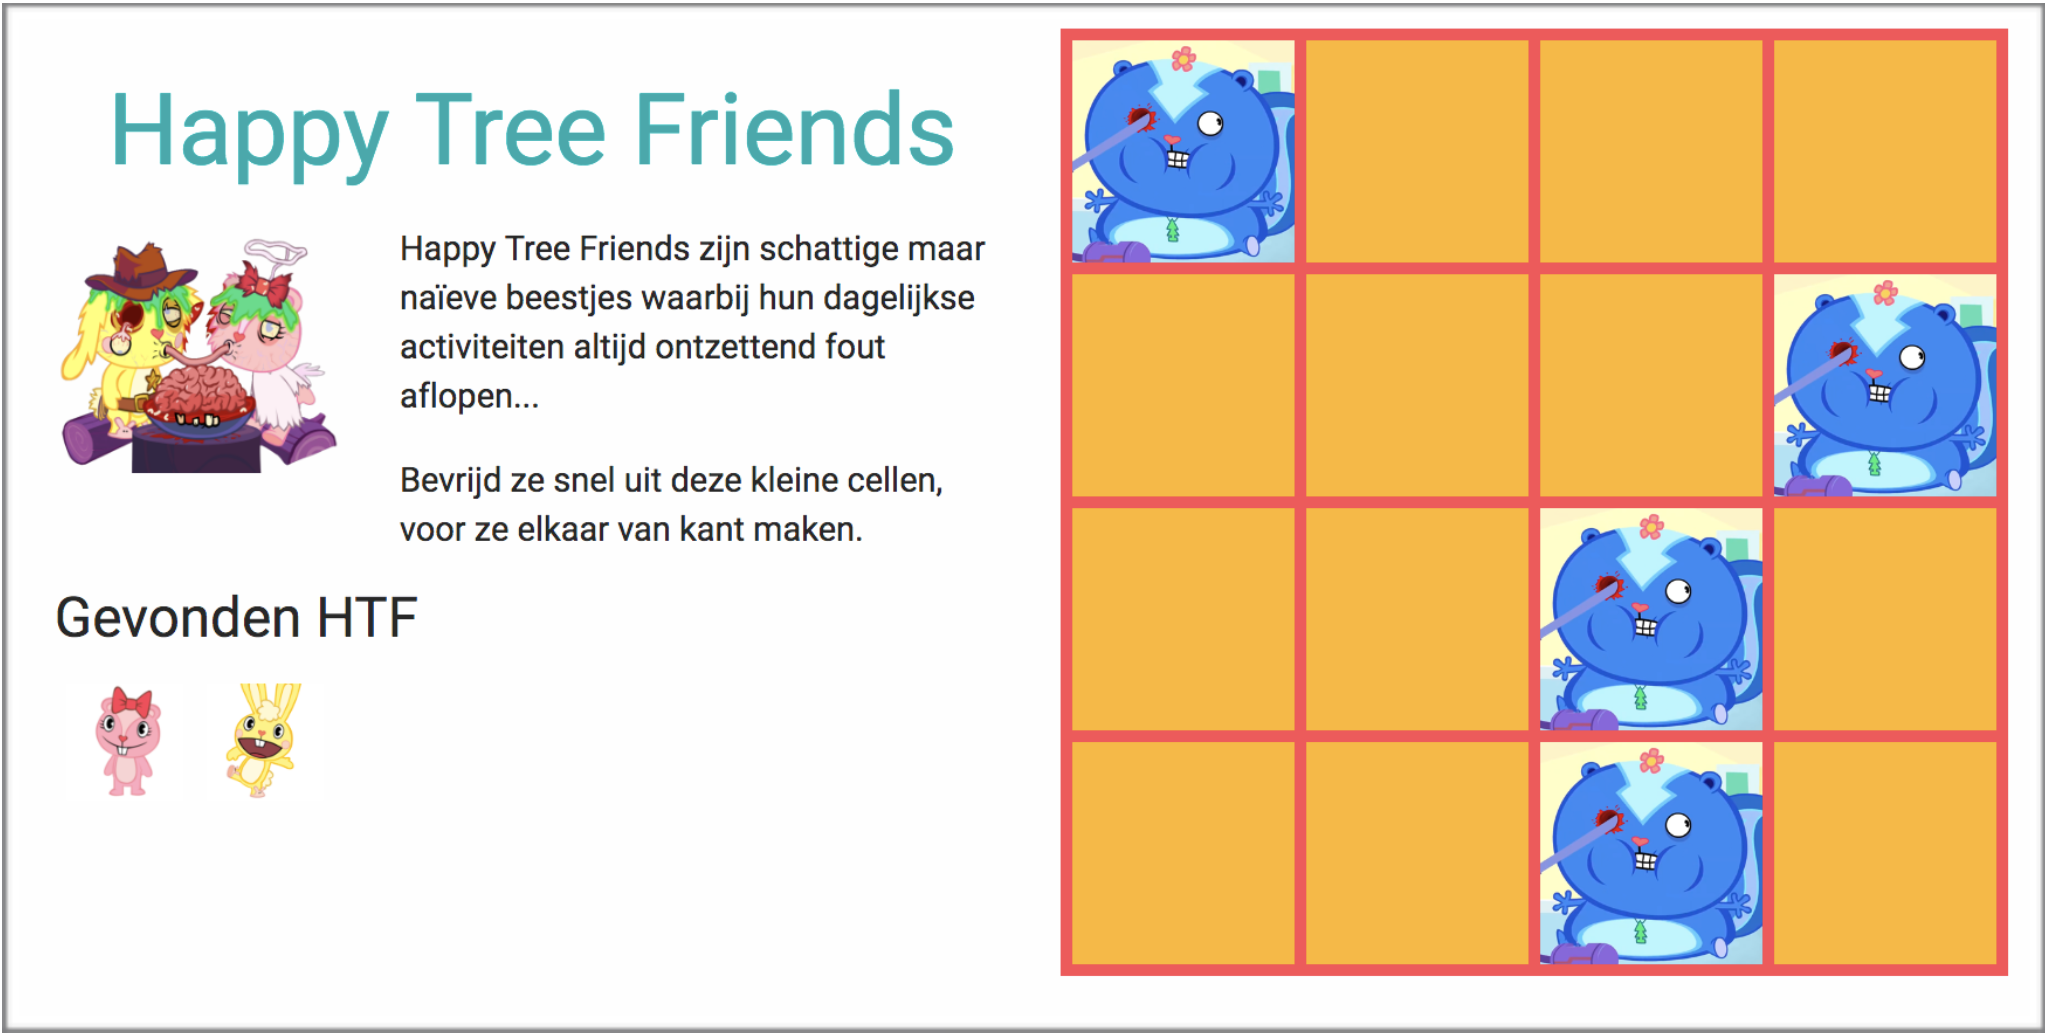 Happy Tree Friends
Happy Tree Friends zijn schattige maar
naïeve beestjes waarbij hun dagelijkse
activiteiten altijd ontzettend fout
aflopen...
Bevrijd ze snel uit deze kleine cellen,
voor ze elkaar van kant maken.
Gevonden HTF